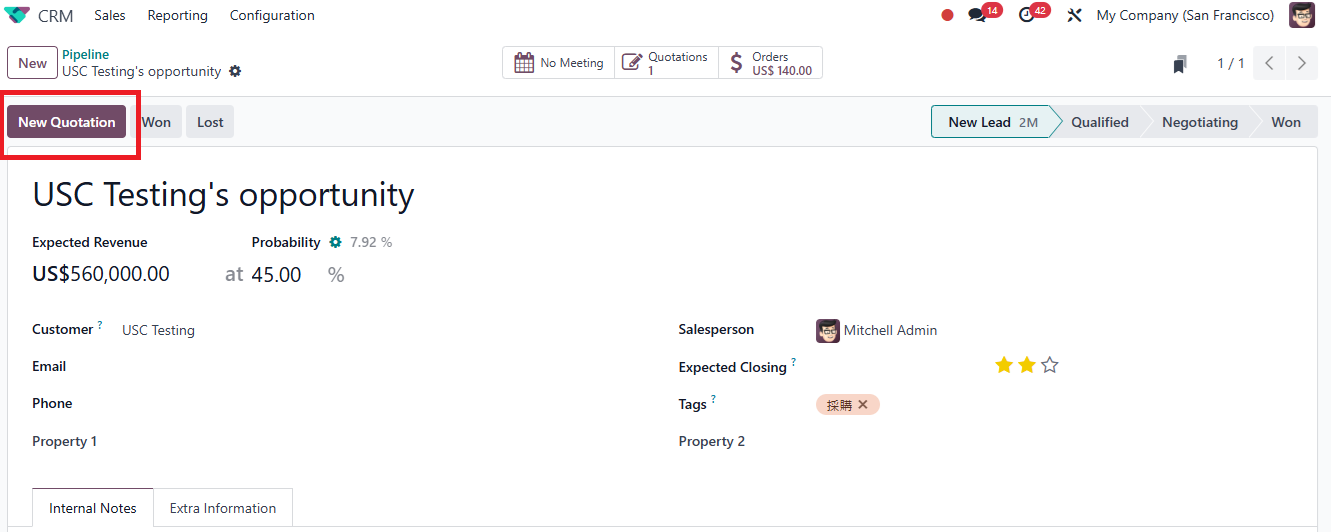 CRM Sales Reporting Configuration 14 42 My Company (San Francisco)
New Pipeline No Meeting Quotations 1 Orders US$ 140.00 1 / 1
USC Testing's opportunity
New Quotation Won Lost New Lead 2M Qualified Negotiating Won
USC Testing's opportunity
Expected Revenue Probability 7.92 %
US$560,000.00 at 45.00 %
Customer ? USC Testing Salesperson Mitchell Admin
Email Expected Closing ?
Phone Tags ? 採購 ✕
Property 1 Property 2
Internal Notes Extra Information